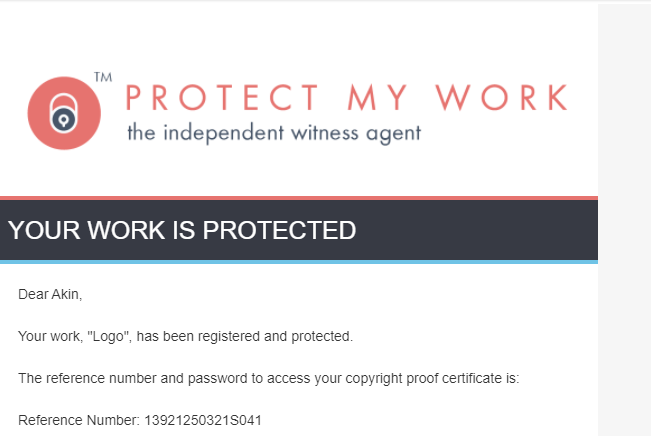 TM
PROTECT MY WORK
the independent witness agent
YOUR WORK IS PROTECTED
Dear Akin,
Your work, "Logo", has been registered and protected.
The reference number and password to access your copyright proof certificate is:
Reference Number: 13921250321S041